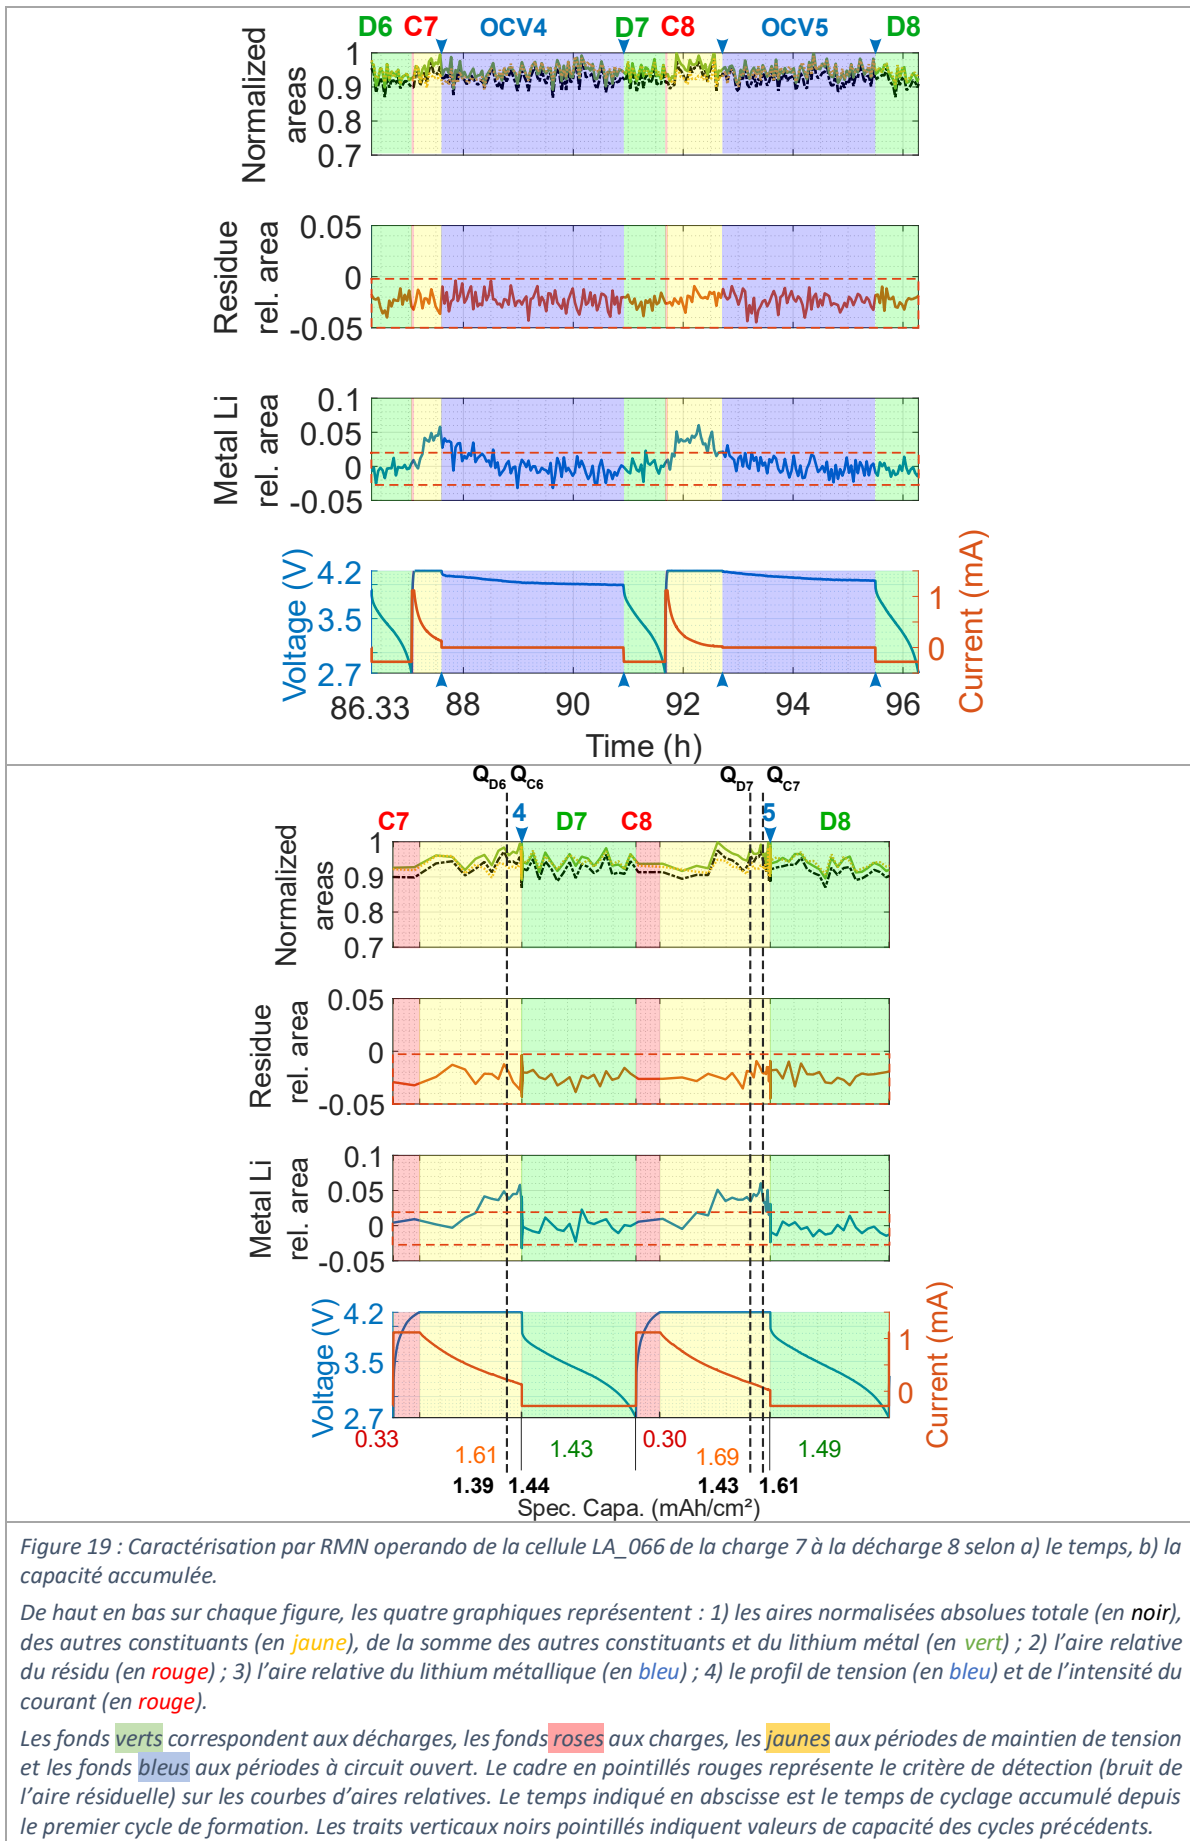 D6 C7 OCV4 D7 C8 OCV5 D8
Normalized
areas
1
0.9
0.8
0.7
Residue
rel. area
0.05
0
-0.05
Metal Li
rel. area
0.1
0.05
0
-0.05
Voltage (V)
4.2
3.5
2.7
1
0
Current (mA)
86.33 88 90 92 94 96
Time (h)
QD6 QC6 QD7 QC7
C7 4 D7 C8 5 D8
Normalized
areas
1
0.9
0.8
0.7
Residue
rel. area
0.05
0
-0.05
Metal Li
rel. area
0.1
0.05
0
-0.05
Voltage (V)
4.2
3.5
2.7
1
0
Current (mA)
0.33 1.61 1.43 0.30 1.69 1.49
1.39 1.44 1.43 1.61
Spec. Capa. (mAh/cm²)
Figure 19 : Caractérisation par RMN operando de la cellule LA_066 de la charge 7 à la décharge 8 selon a) le temps, b) la
capacité accumulée.
De haut en bas sur chaque figure, les quatre graphiques représentent : 1) les aires normalisées absolues totale (en noir),
des autres constituants (en jaune), de la somme des autres constituants et du lithium métal (en vert) ; 2) l'aire relative
du résidu (en rouge) ; 3) l'aire relative du lithium métallique (en bleu) ; 4) le profil de tension (en bleu) et de l'intensité du
courant (en rouge).
Les fonds verts correspondent aux décharges, les fonds roses aux charges, les jaunes aux périodes de maintien de tension
et les fonds bleus aux périodes à circuit ouvert. Le cadre en pointillés rouges représente le critère de détection (bruit de
l'aire résiduelle) sur les courbes d'aires relatives. Le temps indiqué en abscisse est le temps de cyclage accumulé depuis
le premier cycle de formation. Les traits verticaux noirs pointillés indiquent valeurs de capacité des cycles précédents.